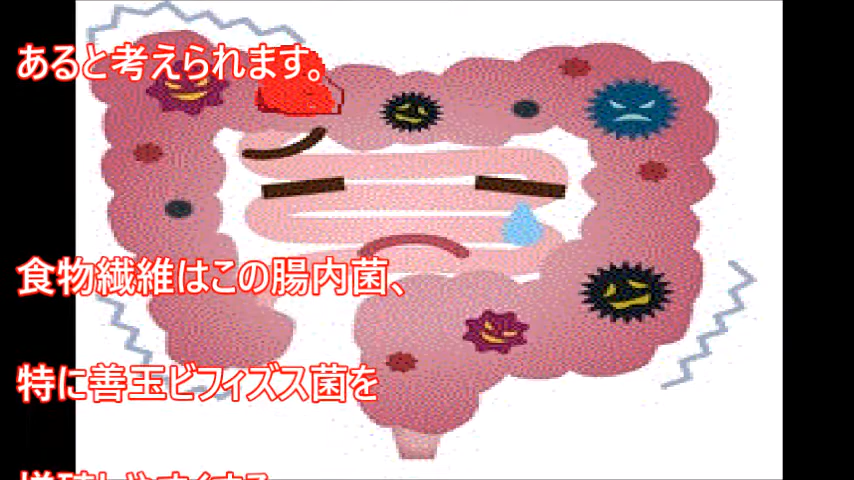 あると考えられます。
食物繊維はこの腸内菌、
特に善玉ビフィズス菌を